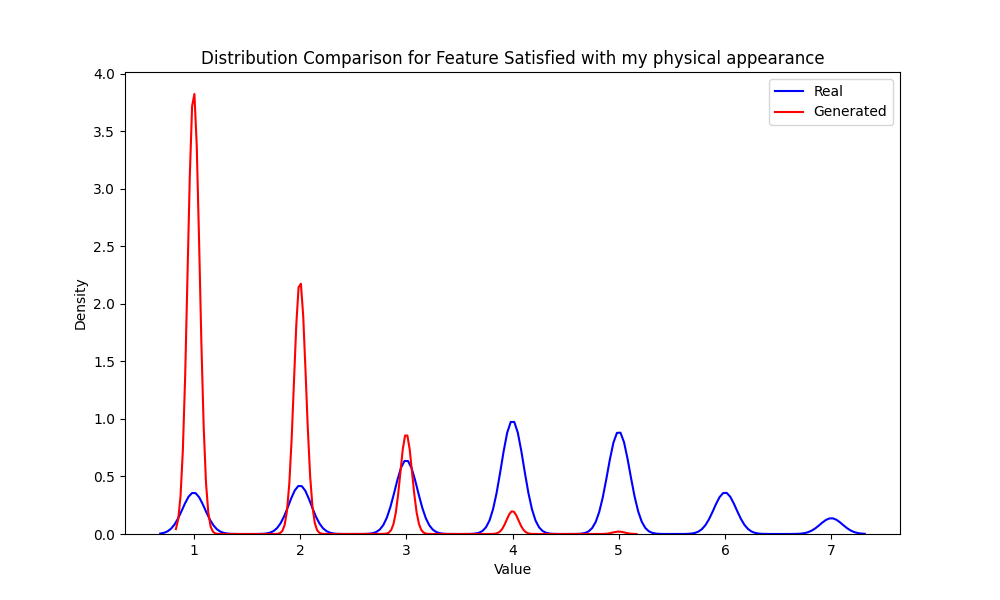 Distribution Comparison for Feature Satisfied with my physical appearance
Real
Generated
4.0
3.5
3.0
2.5
2.0
1.5
1.0
0.5
0.0
Density
1 2 3 4 5 6 7
Value